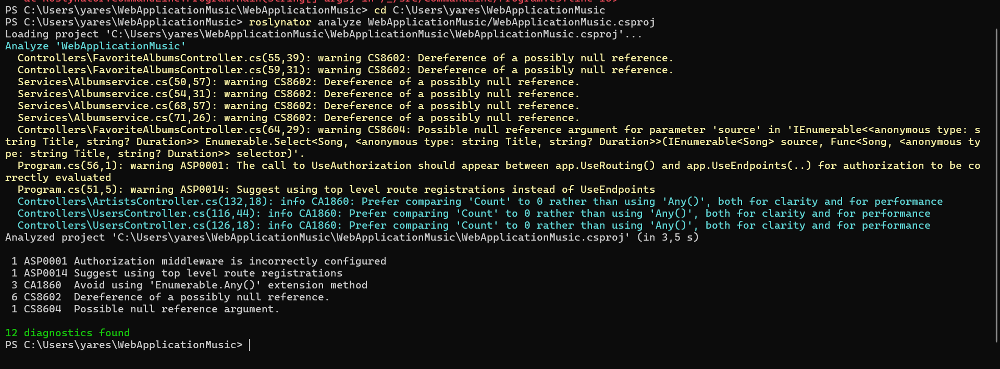 at Roslynator.CommandLine.Program.Main(String[] args) in /_/src/CommandLine/Program.cs:line 189
PS C:\Users\yares\WebApplicationMusic\WebApplicationMusic> cd C:\Users\yares\WebApplicationMusic
PS C:\Users\yares\WebApplicationMusic> roslynator analyze WebApplicationMusic/WebApplicationMusic.csproj
Loading project 'C:\Users\yares\WebApplicationMusic\WebApplicationMusic\WebApplicationMusic.csproj'...
Analyze 'WebApplicationMusic'
  Controllers\FavoriteAlbumsController.cs(55,39): warning CS8602: Dereference of a possibly null reference.
  Controllers\FavoriteAlbumsController.cs(59,31): warning CS8602: Dereference of a possibly null reference.
  Services\Albumservice.cs(50,57): warning CS8602: Dereference of a possibly null reference.
  Services\Albumservice.cs(54,31): warning CS8602: Dereference of a possibly null reference.
  Services\Albumservice.cs(68,57): warning CS8602: Dereference of a possibly null reference.
  Services\Albumservice.cs(71,26): warning CS8602: Dereference of a possibly null reference.
  Controllers\FavoriteAlbumsController.cs(64,29): warning CS8604: Possible null reference argument for parameter 'source' in 'IEnumerable<<anonymous type: s
tring Title, string? Duration>> Enumerable.Select<Song, <anonymous type: string Title, string? Duration>>(IEnumerable<Song> source, Func<Song, <anonymous ty
pe: string Title, string? Duration>> selector)'.
  Program.cs(56,1): warning ASP0001: The call to UseAuthorization should appear between app.UseRouting() and app.UseEndpoints(..) for authorization to be co
rrectly evaluated
  Program.cs(51,5): warning ASP0014: Suggest using top level route registrations instead of UseEndpoints
  Controllers\ArtistsController.cs(132,18): info CA1860: Prefer comparing 'Count' to 0 rather than using 'Any()', both for clarity and for performance
  Controllers\UsersController.cs(116,44): info CA1860: Prefer comparing 'Count' to 0 rather than using 'Any()', both for clarity and for performance
  Controllers\UsersController.cs(126,18): info CA1860: Prefer comparing 'Count' to 0 rather than using 'Any()', both for clarity and for performance
Analyzed project 'C:\Users\yares\WebApplicationMusic\WebApplicationMusic\WebApplicationMusic.csproj' (in 3,5 s)
 1 ASP0001 Authorization middleware is incorrectly configured
 1 ASP0014 Suggest using top level route registrations
 3 CA1860  Avoid using 'Enumerable.Any()' extension method
 6 CS8602  Dereference of a possibly null reference.
 1 CS8604  Possible null reference argument.
12 diagnostics found
PS C:\Users\yares\WebApplicationMusic>